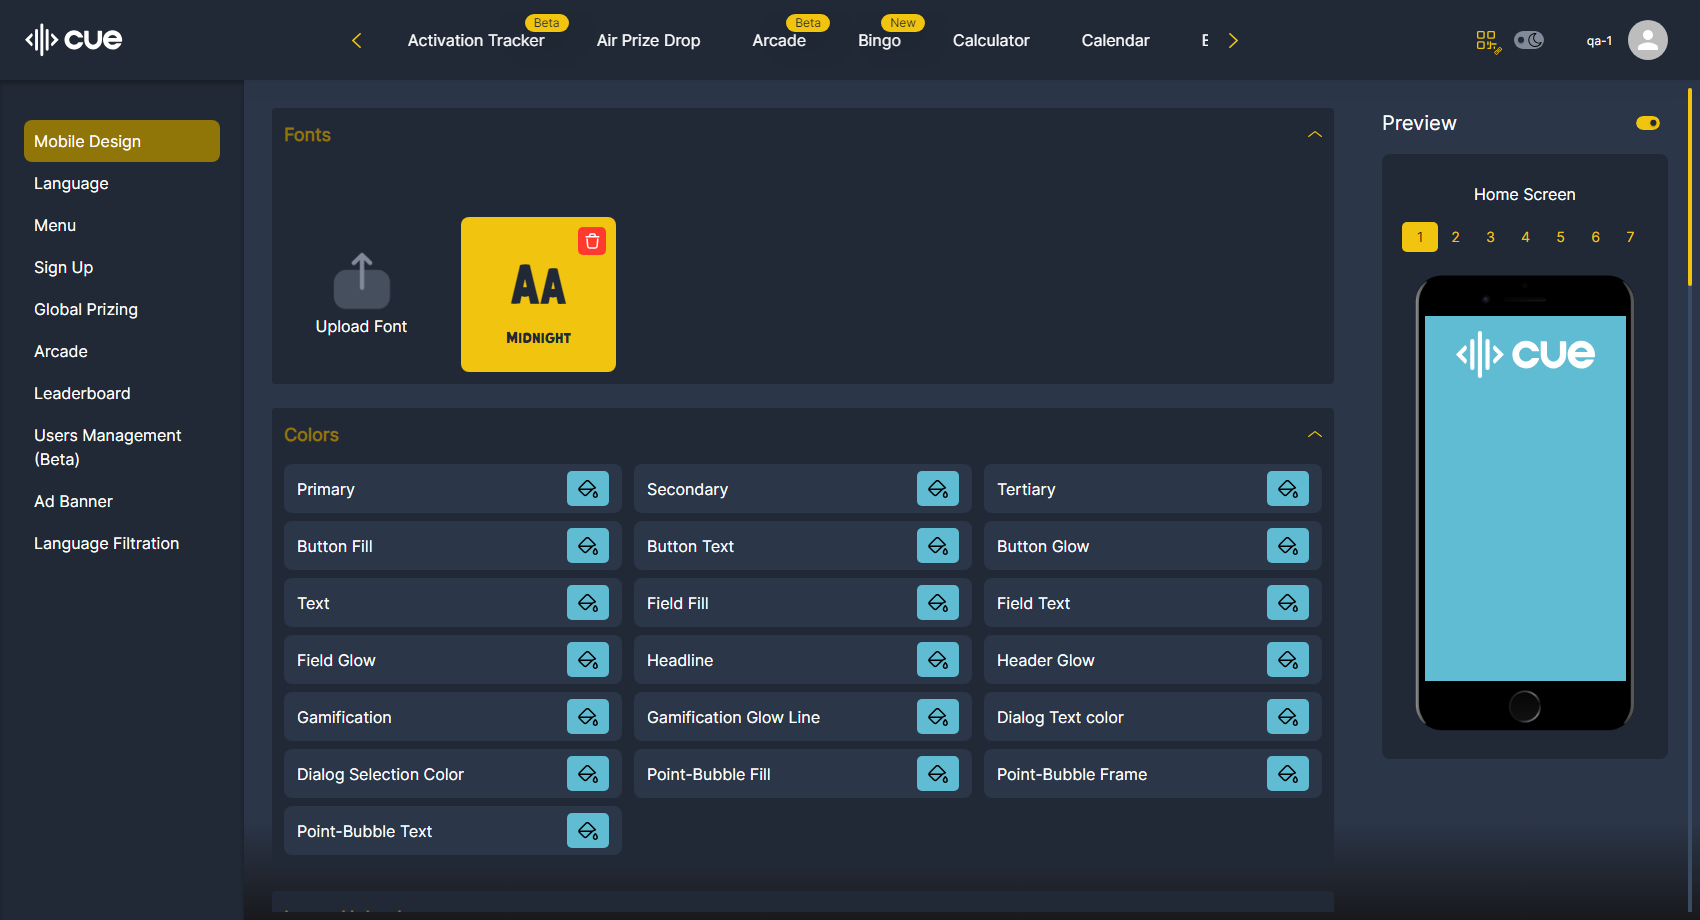 cue
Activation Tracker
Beta
Air Prize Drop
Arcade
Beta
Bingo
New
Calculator
Calendar
qa-1
Mobile Design
Language
Menu
Sign Up
Global Prizing
Arcade
Leaderboard
Users Management
(Beta)
Ad Banner
Language Filtration
Fonts
Upload Font
AA
MIDNIGHT
Colors
Primary
Secondary
Tertiary
Button Fill
Button Text
Button Glow
Text
Field Fill
Field Text
Field Glow
Headline
Header Glow
Gamification
Gamification Glow Line
Dialog Text color
Dialog Selection Color
Point-Bubble Fill
Point-Bubble Frame
Point-Bubble Text
Preview
Home Screen
1 2 3 4 5 6 7
cue